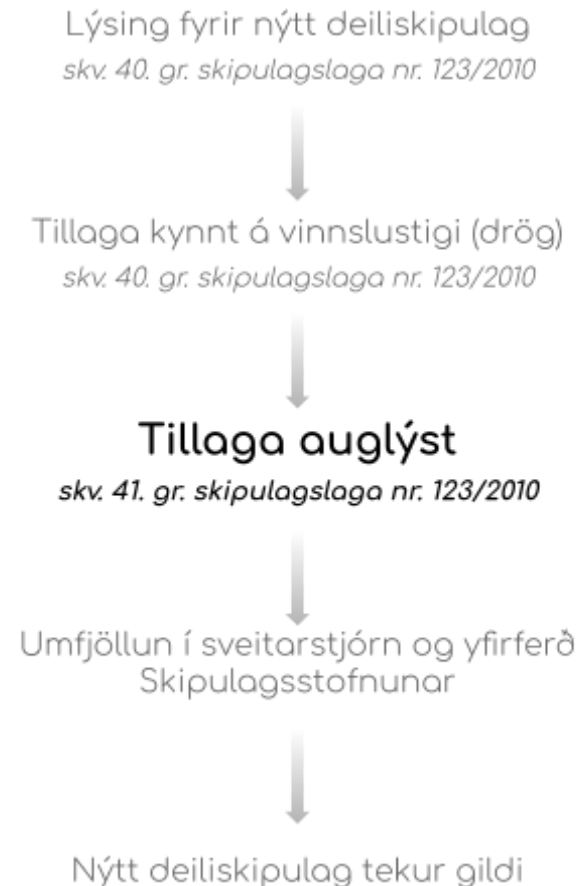 Lýsing fyrir nýtt deiliskipulag
skv. 40. gr. skipulagslaga nr. 123/2010
Tillaga kynnt á vinnslustigi (drög)
skv. 40. gr. skipulagslaga nr. 123/2010
Tillaga auglýst
skv. 41. gr. skipulagslaga nr. 123/2010
Umfjöllun í sveitarstjórn og yfirferð
Skipulagsstofnunar
Nýtt deiliskipulag tekur gildi